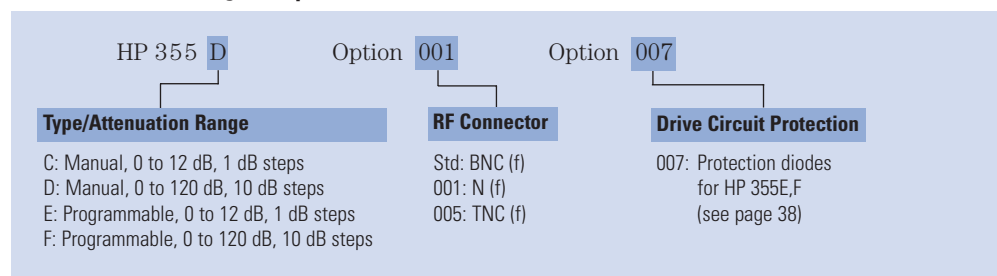 HP 355 D Option 001 Option 007
Type/Attenuation Range
C: Manual, 0 to 12 dB, 1 dB steps
D: Manual, 0 to 120 dB, 10 dB steps
E: Programmable, 0 to 12 dB, 1 dB steps
F: Programmable, 0 to 120 dB, 10 dB steps
RF Connector
Std: BNC (f)
001: N (f)
005: TNC (f)
Drive Circuit Protection
007: Protection diodes
for HP 355E,F
(see page 38)